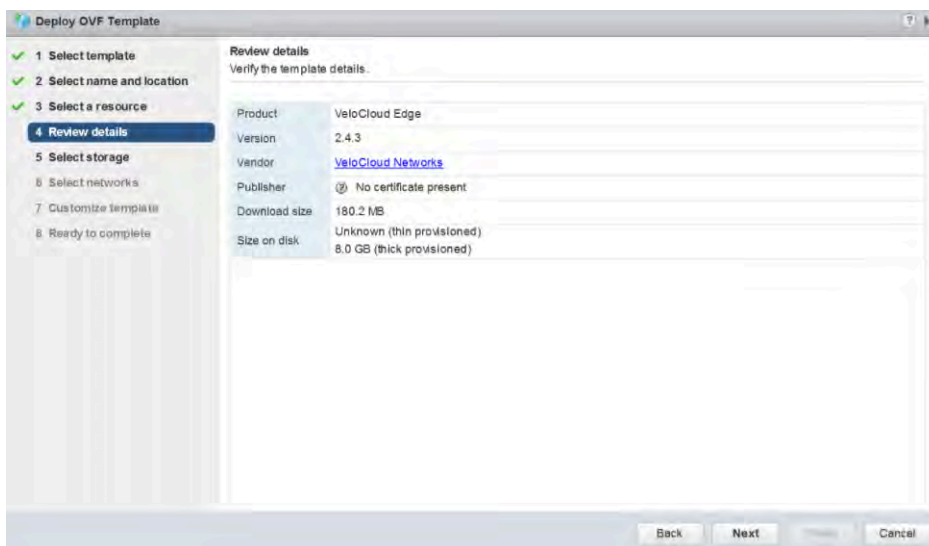 Deploy OVF Template
?
1 Select template
2 Select name and location
3 Select a resource
4 Review details
5 Select storage
6 Select networks
7 Customize template
8 Ready to complete
Review details
Verify the template details.
Product VeloCloud Edge
Version 2.4.3
Vendor VeloCloud Networks
Publisher ? No certificate present
Download size 180.2 MB
Size on disk Unknown (thin provisioned)
8.0 GB (thick provisioned)
Back Next Cancel